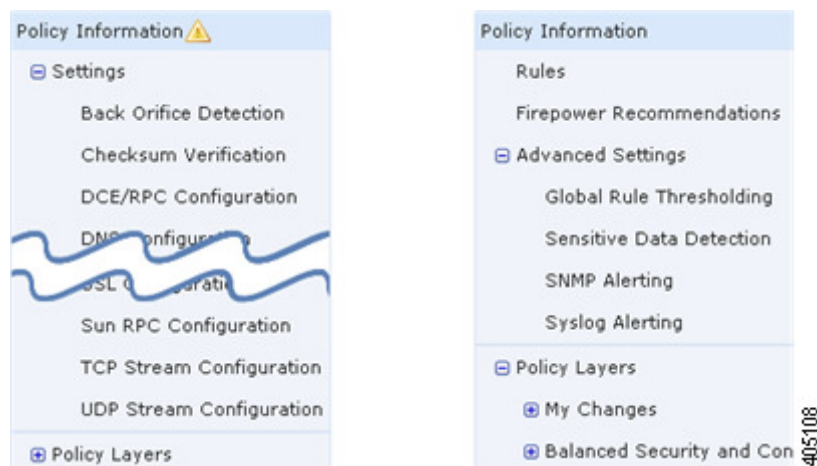 Policy Information
Settings
Back Orifice Detection
Checksum Verification
DCE/RPC Configuration
Sun RPC Configuration
TCP Stream Configuration
UDP Stream Configuration
Policy Layers
Policy Information
Rules
Firepower Recommendations
Advanced Settings
Global Rule Thresholding
Sensitive Data Detection
SNMP Alerting
Syslog Alerting
Policy Layers
My Changes
Balanced Security and Con
405108